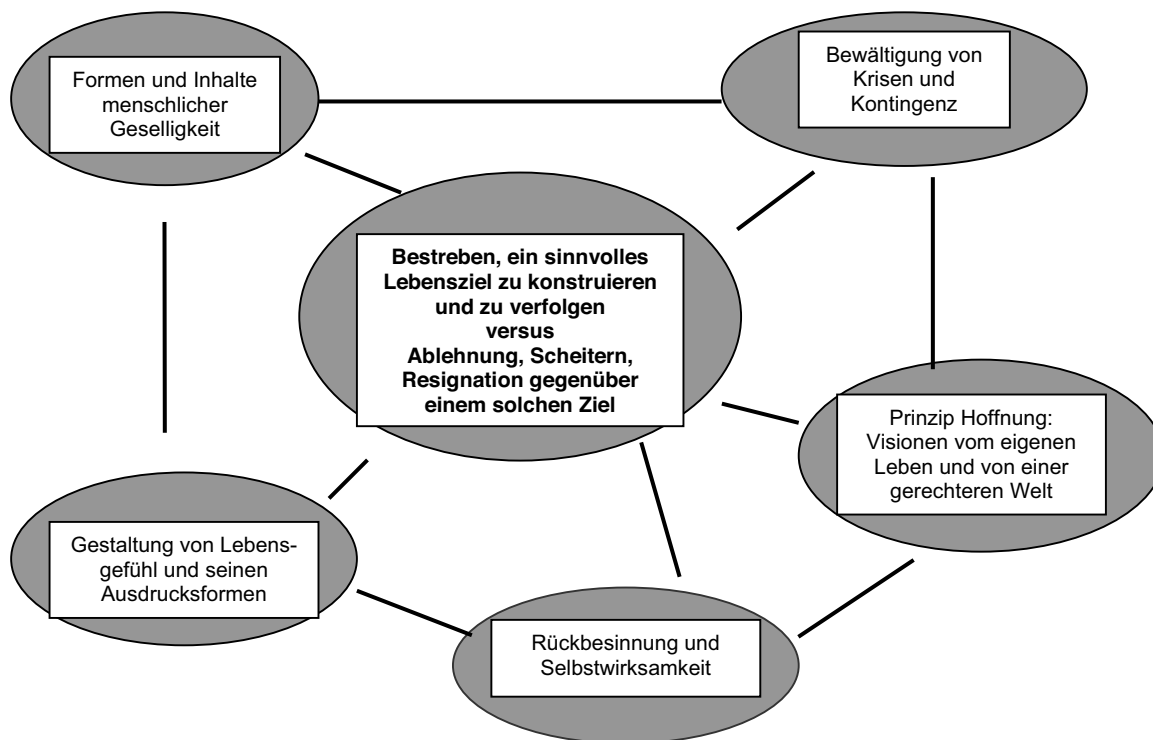 Formen und Inhalte
menschlicher
Geselligkeit
Bewältigung von
Krisen und
Kontingenz
Bestreben, ein sinnvolles
Lebensziel zu konstruieren
und zu verfolgen
versus
Ablehnung, Scheitern,
Resignation gegenüber
einem solchen Ziel
Prinzip Hoffnung:
Visionen vom eigenen
Leben und von einer
gerechteren Welt
Gestaltung von Lebens-
gefühl und seinen
Ausdrucksformen
Rückbesinnung und
Selbstwirksamkeit